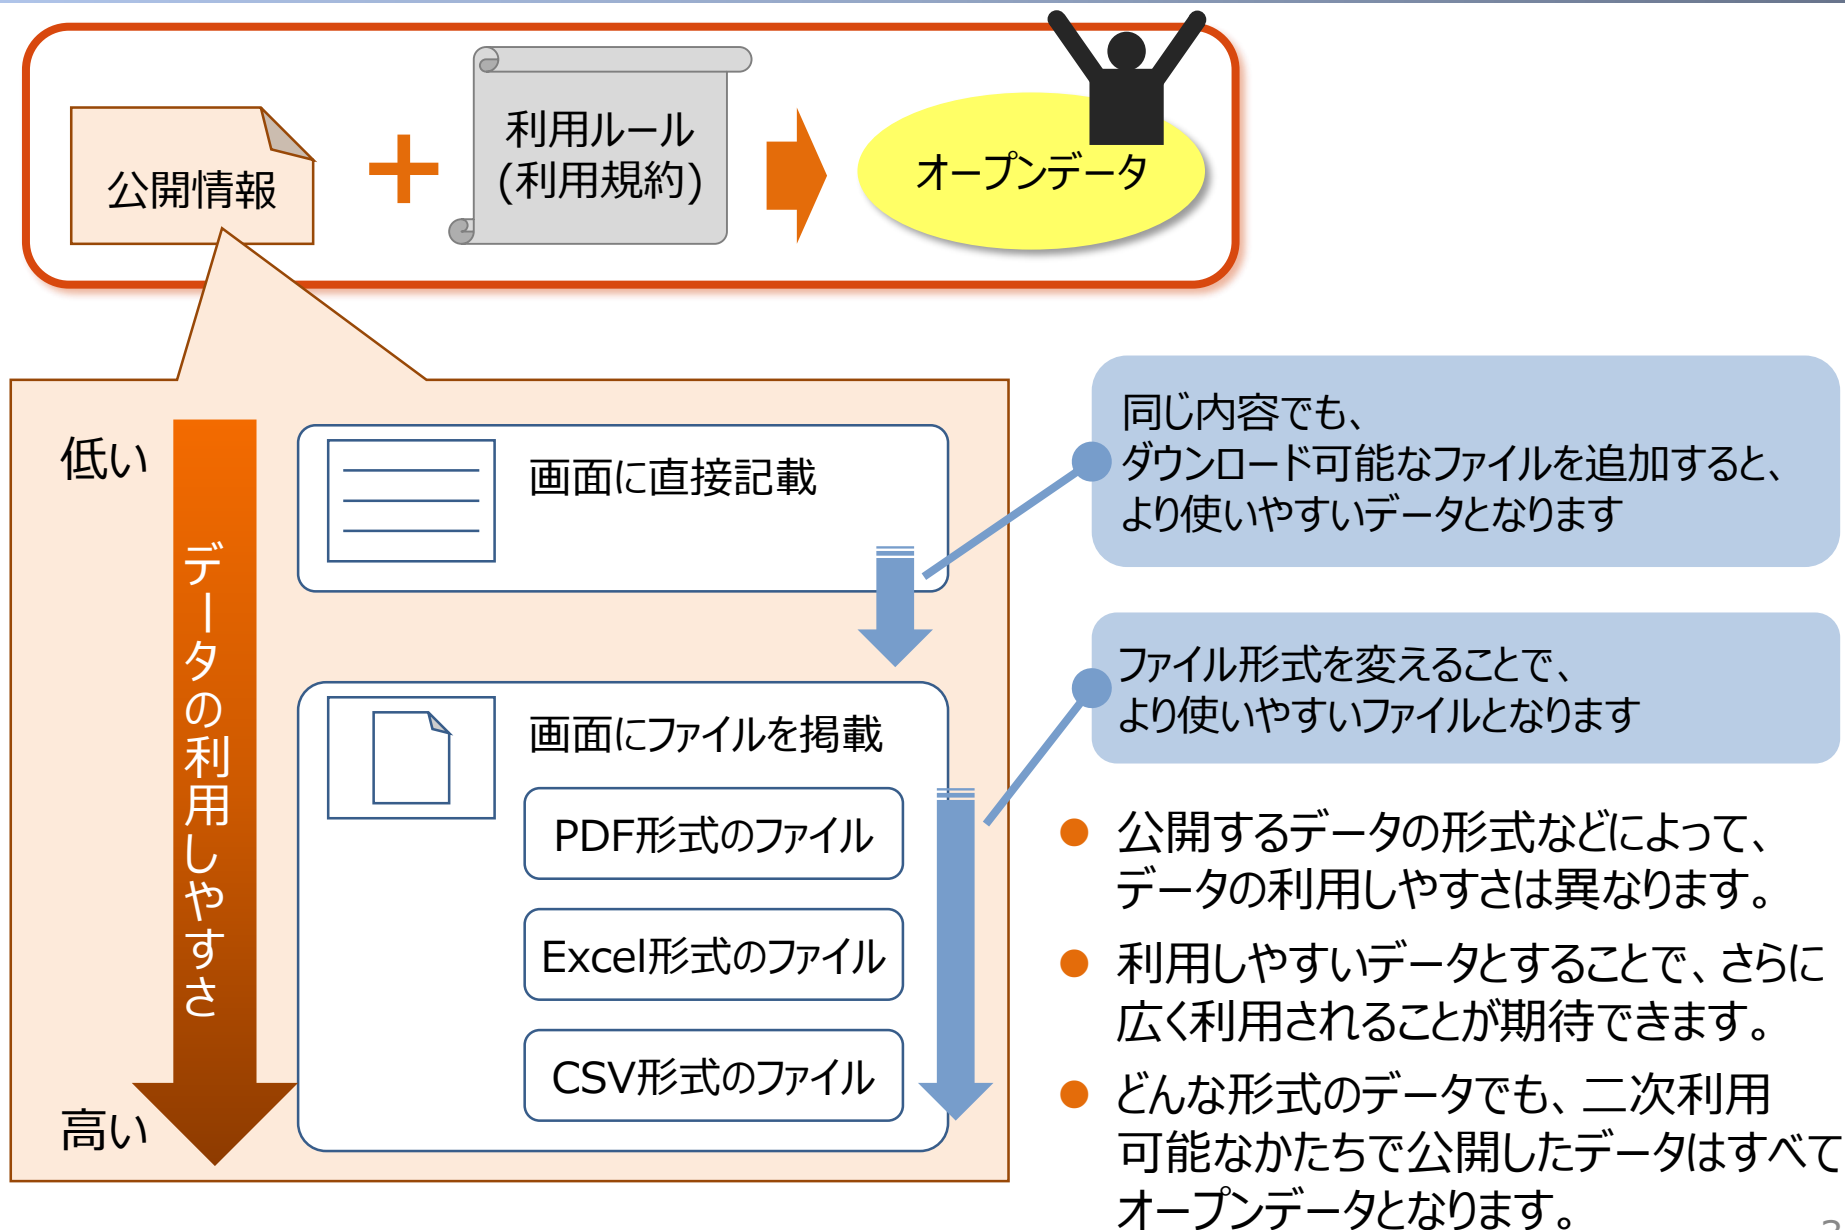 公開情報
利用ルール
(利用規約)
オープンデータ
低い
データの利用しやすさ
高い
画面に直接記載
画面にファイルを掲載
PDF形式のファイル
Excel形式のファイル
CSV形式のファイル
同じ内容でも、
ダウンロード可能なファイルを追加すると、
より使いやすいデータとなります
ファイル形式を変えることで、
より使いやすいファイルとなります
公開するデータの形式などによって、
データの利用しやすさは異なります。
利用しやすいデータとすることで、さらに
広く利用されることが期待できます。
どんな形式のデータでも、二次利用
可能なかたちで公開したデータはすべて
オープンデータとなります。